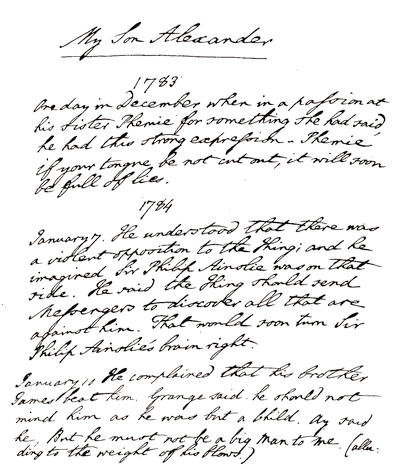 My Son Alexander
1783
One day in December when in a passion at
his sister Phemie for something she had said,
he had this strong expression – Phemie
if your tongue be not cut out, it will soon
be full of lies.
1784
January 7. He understood that there was
a violent opposition to the King; and he
imagined Sir Philip Ainslie was on that
side. He said the King should send
Messengers to discover all that are
against him. That would soon turn Sir
Philip Ainslie's brain right.
January 10 He complained that his brother
James beat him. Grange said he should not
mind him as he was but a Child. Ay said
he, But he must not be a big Man to me. (allu-
ding to the weight of his blows.)